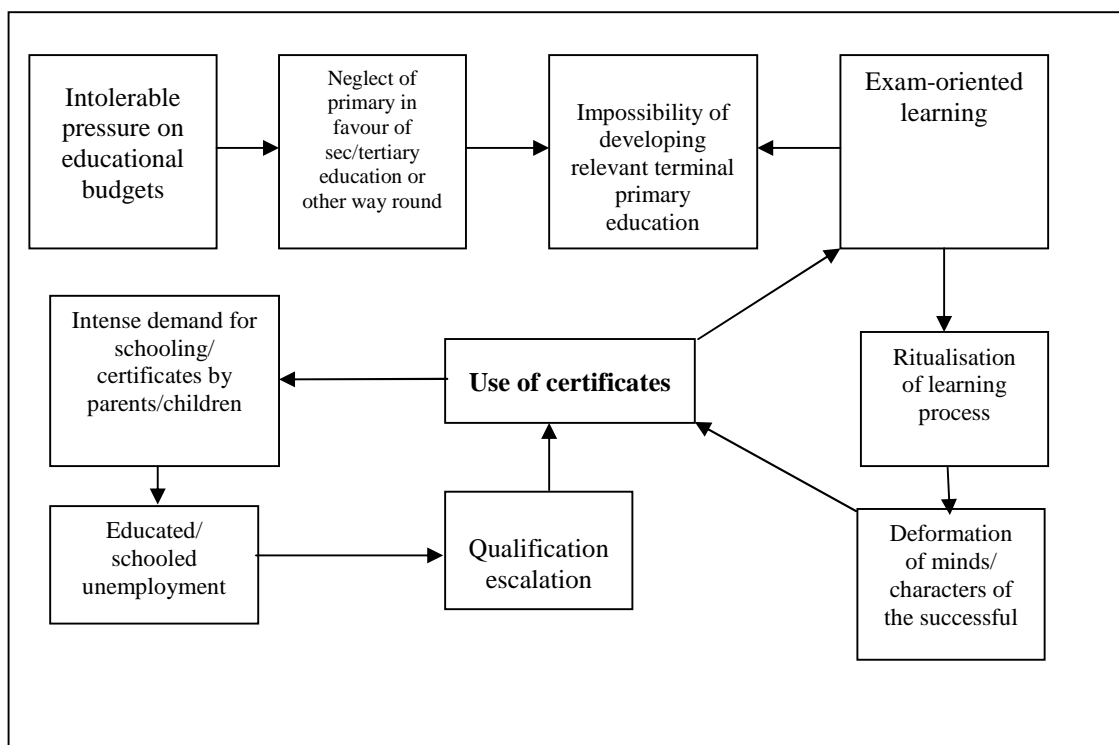 Intolerable
pressure on
educational
budgets
Neglect of
primary in
favour of
sec/tertiary
education or
other way round
Impossibility of
developing
relevant terminal
primary
education
Exam-oriented
learning
Intense demand for
schooling/
certificates by
parents/children
Use of certificates
Ritualisation
of learning
process
Educated/
schooled
unemployment
Qualification
escalation
Deformation
of minds/
characters of
the successful